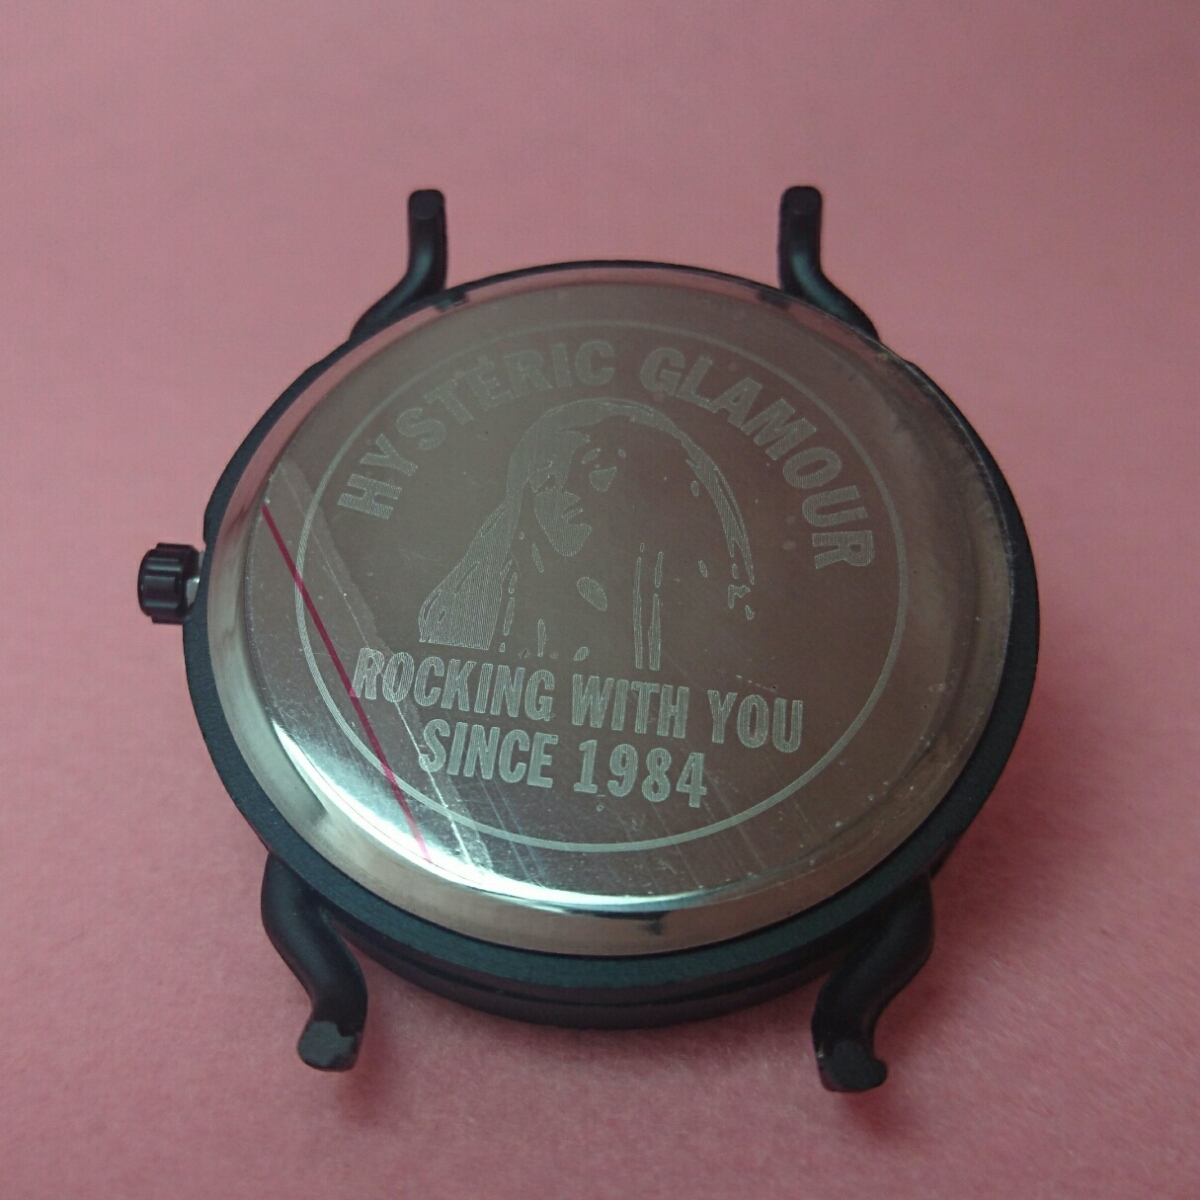 HYSTERIC GLAMOUR
ROCKING WITH YOU
SINCE 1984